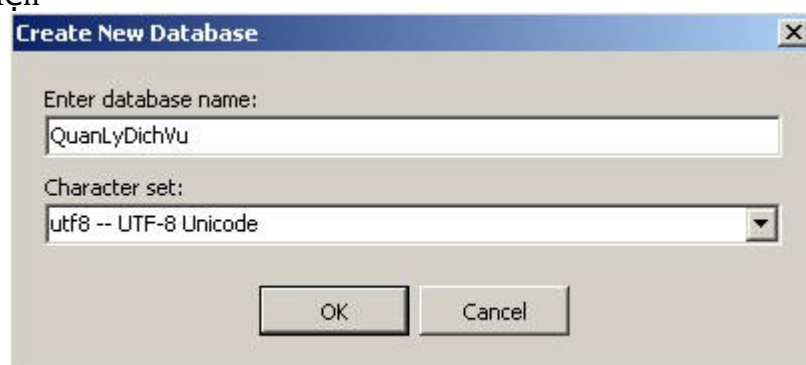 Create New Database
Enter database name:
QuanLyDichVu
Character set:
utf8 -- UTF-8 Unicode
OK Cancel